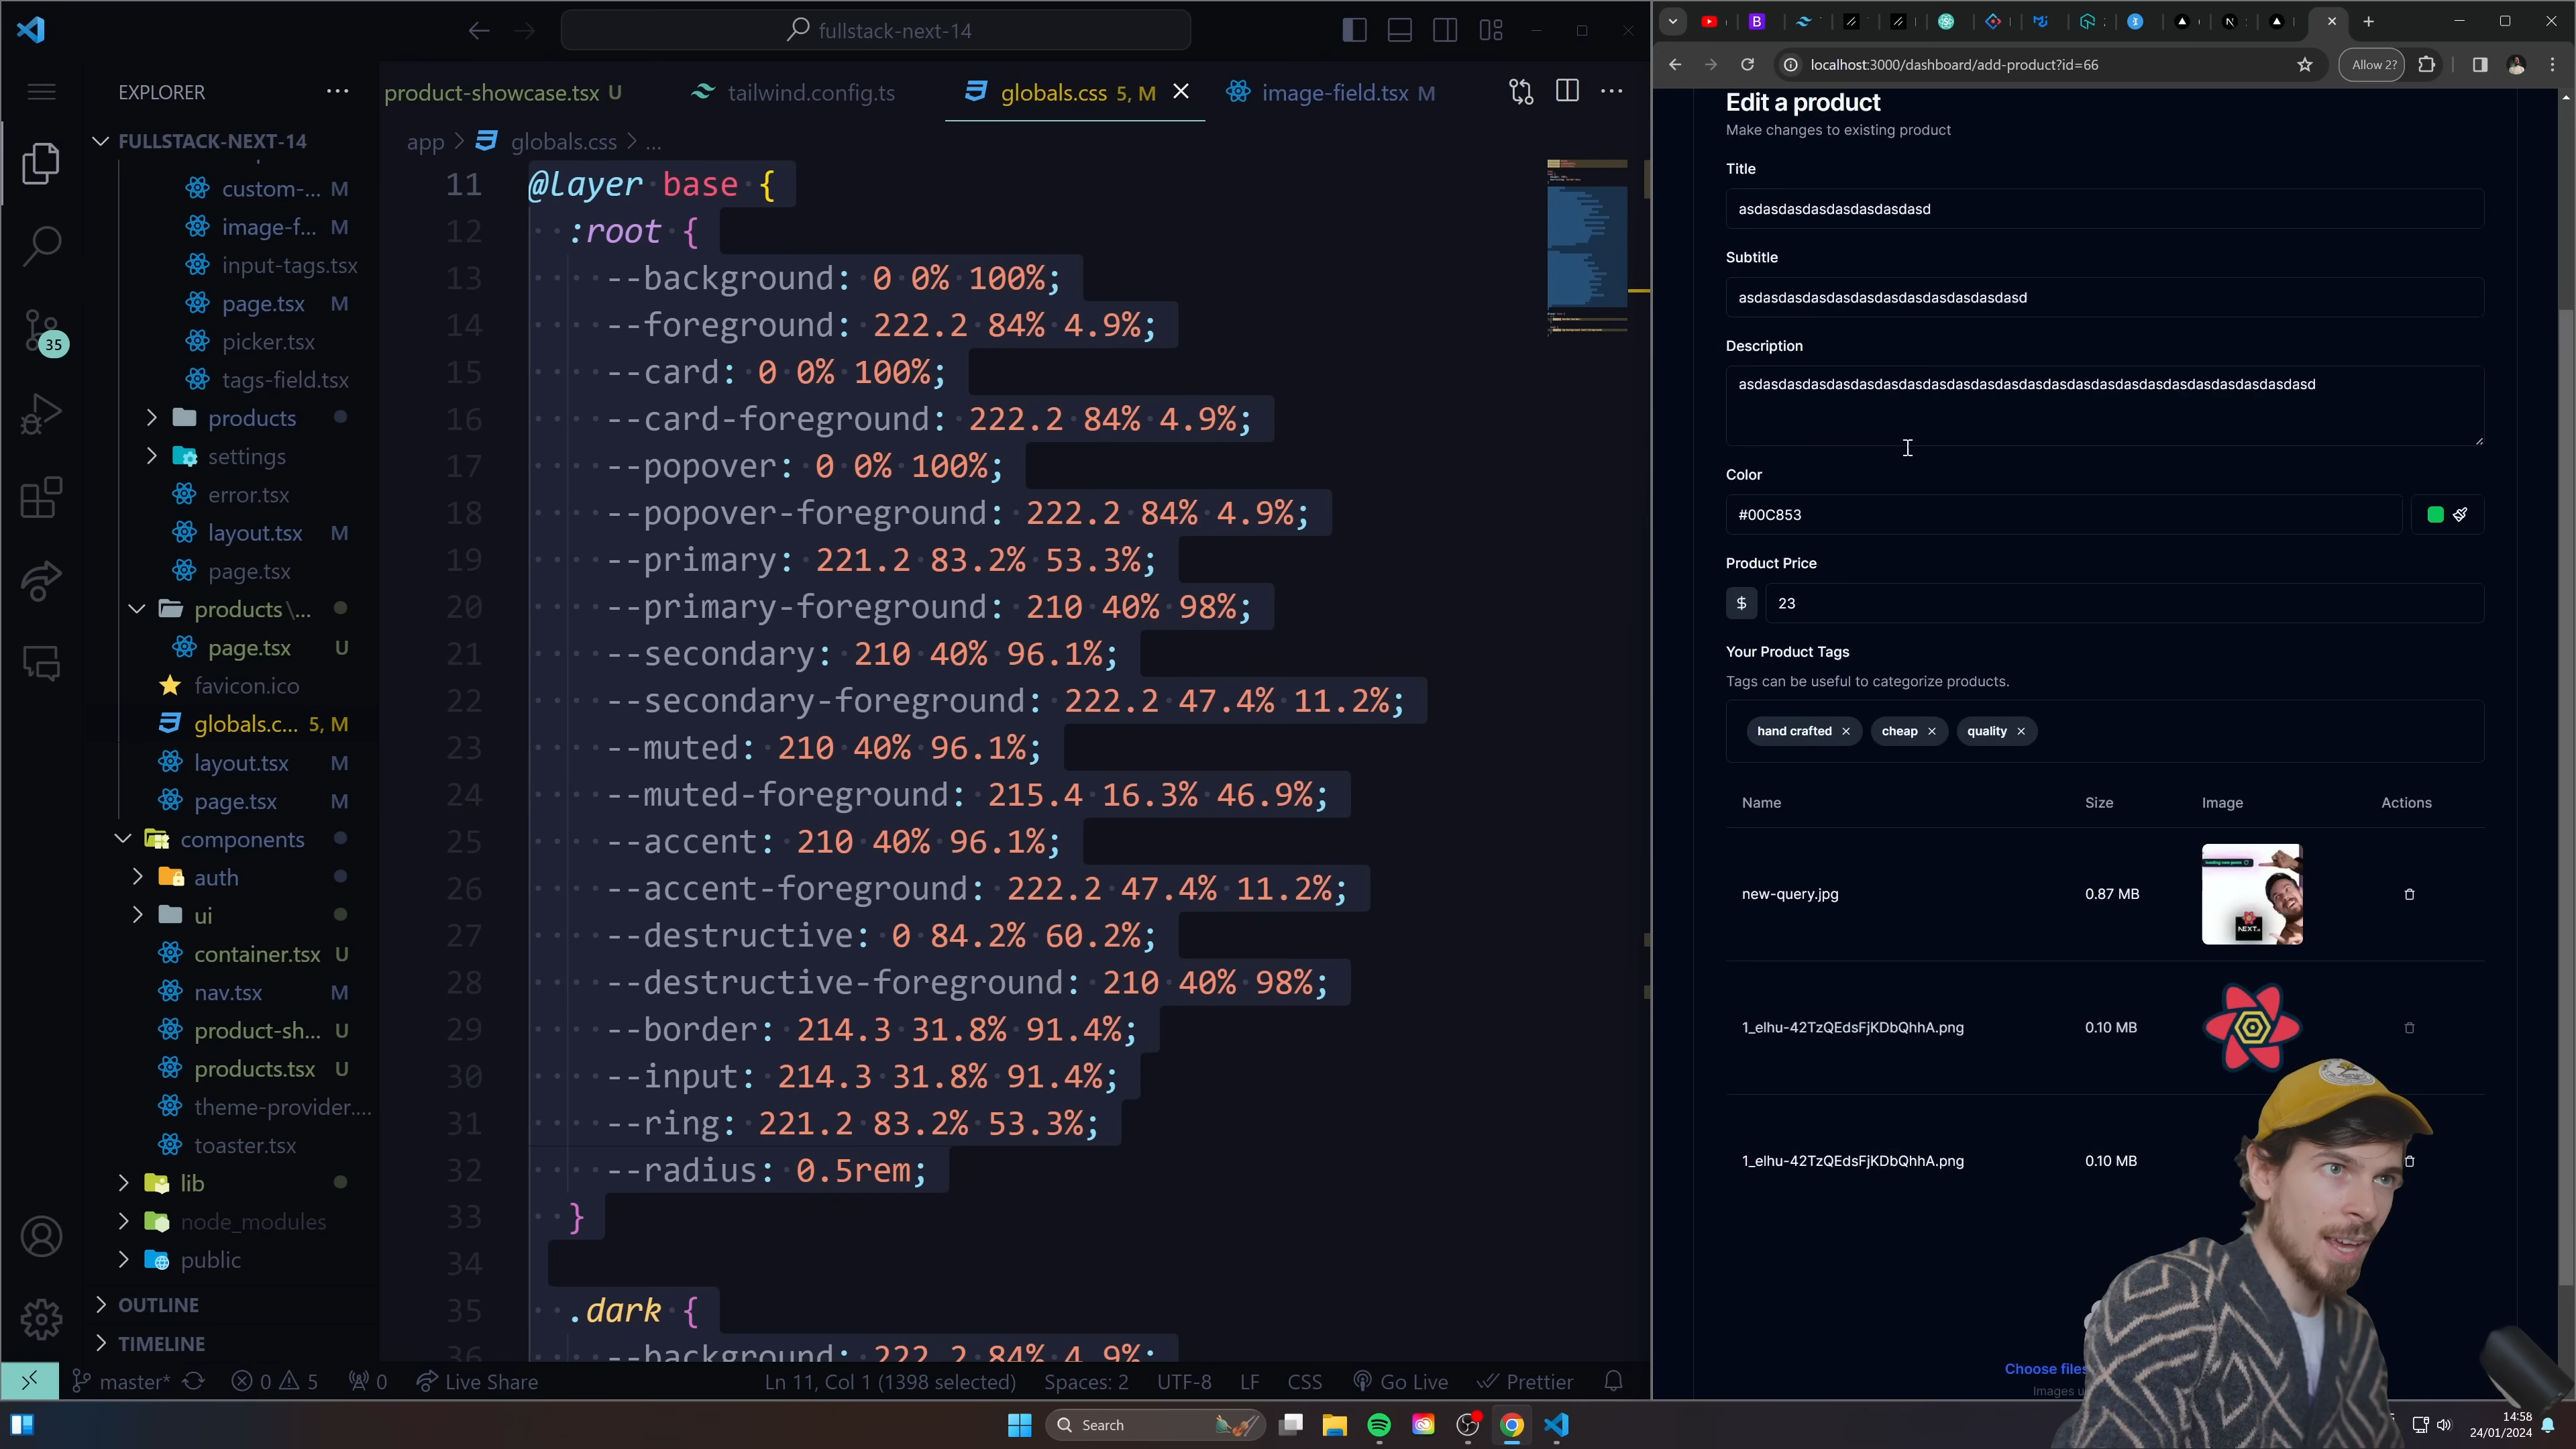 fullstack-next-14
EXPLORER
FULLSTACK-NEXT-14
custom-... M
image-f... M
input-tags.tsx
page.tsx M
picker.tsx
tags-field.tsx
products
settings
error.tsx
layout.tsx M
page.tsx
products\...
page.tsx U
favicon.ico
globals.c... 5, M
layout.tsx M
page.tsx M
components
auth
ui
container.tsx U
nav.tsx M
product-sh... U
products.tsx U
theme-provider....
toaster.tsx
lib
node_modules
public
OUTLINE
TIMELINE
35
product-showcase.tsx U
tailwind.config.ts
globals.css 5, M
image-field.tsx M
app > globals.css > ...
11 @layer base {
12 :root {
13 --background: 0 0% 100%;
14 --foreground: 222.2 84% 4.9%;
15 --card: 0 0% 100%;
16 --card-foreground: 222.2 84% 4.9%;
17 --popover: 0 0% 100%;
18 --popover-foreground: 222.2 84% 4.9%;
19 --primary: 221.2 83.2% 53.3%;
20 --primary-foreground: 210 40% 98%;
21 --secondary: 210 40% 96.1%;
22 --secondary-foreground: 222.2 47.4% 11.2%;
23 --muted: 210 40% 96.1%;
24 --muted-foreground: 215.4 16.3% 46.9%;
25 --accent: 210 40% 96.1%;
26 --accent-foreground: 222.2 47.4% 11.2%;
27 --destructive: 0 84.2% 60.2%;
28 --destructive-foreground: 210 40% 98%;
29 --border: 214.3 31.8% 91.4%;
30 --input: 214.3 31.8% 91.4%;
31 --ring: 221.2 83.2% 53.3%;
32 --radius: 0.5rem;
33 }
34
35 .dark {
36 --background: 222.2 84% 4.9%;
master* 0 5 0 Live Share
Ln 11, Col 1 (1398 selected) Spaces: 2 UTF-8 LF CSS Go Live Prettier
localhost:3000/dashboard/add-product?id=66
Allow 2?
Edit a product
Make changes to existing product
Title
asdasdasdasdasdasdasdasd
Subtitle
asdasdasdasdasdasdasdasdasdasdasdasd
Description
asdasdasdasdasdasdasdasdasdasdasdasdasdasdasdasdasdasdasdasdasdasdasdasd
Color
#00C853
Product Price
$ 23
Your Product Tags
Tags can be useful to categorize products.
hand crafted
cheap
quality
Name Size Image Actions
new-query.jpg 0.87 MB
NEXT
1_elhu-42TzQEdsFjKDbQhhA.png 0.10 MB
1_elhu-42TzQEdsFjKDbQhhA.png 0.10 MB
Choose files
Images u
Search
14:58
24/01/2024